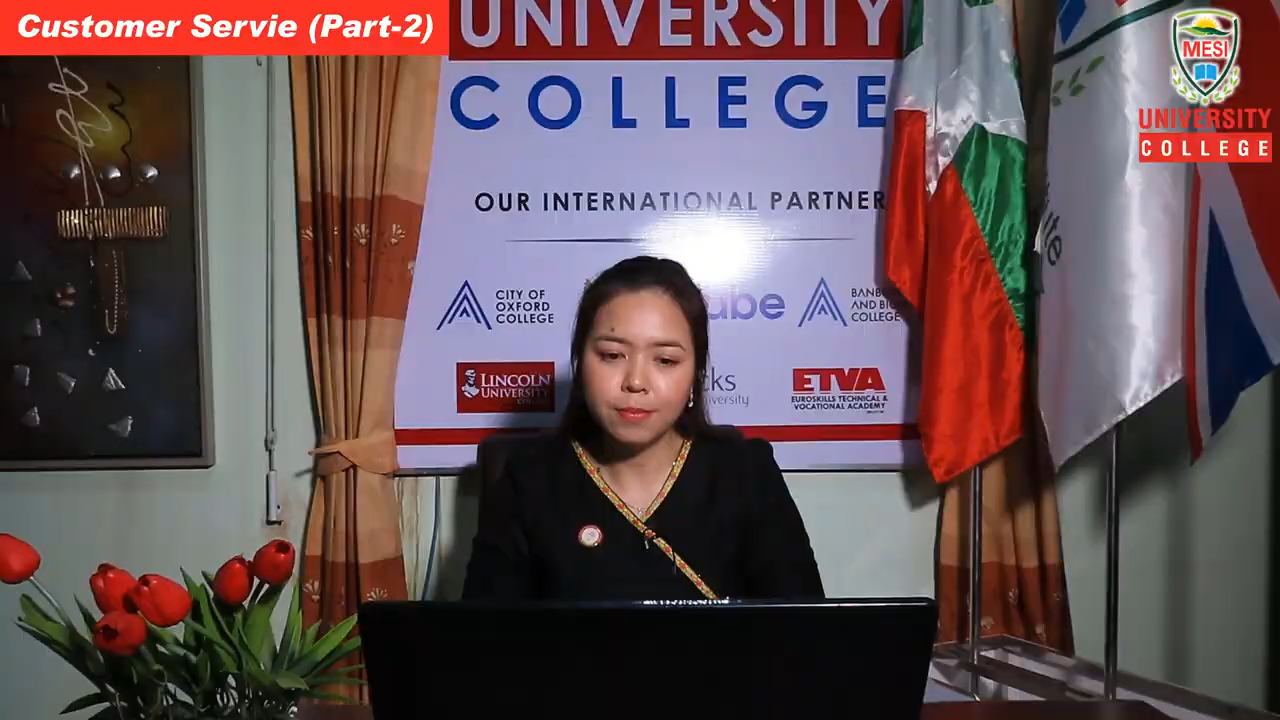 Customer Servie (Part-2)
UNIVERSITY
COLLEGE
OUR INTERNATIONAL PARTNER
CITY OF
OXFORD
COLLEGE
LINCOLN
UNIVERSITY
ETVA
EUROSKILLS TECHNICAL &
VOCATIONAL ACADEMY
MESI
UNIVERSITY
COLLEGE